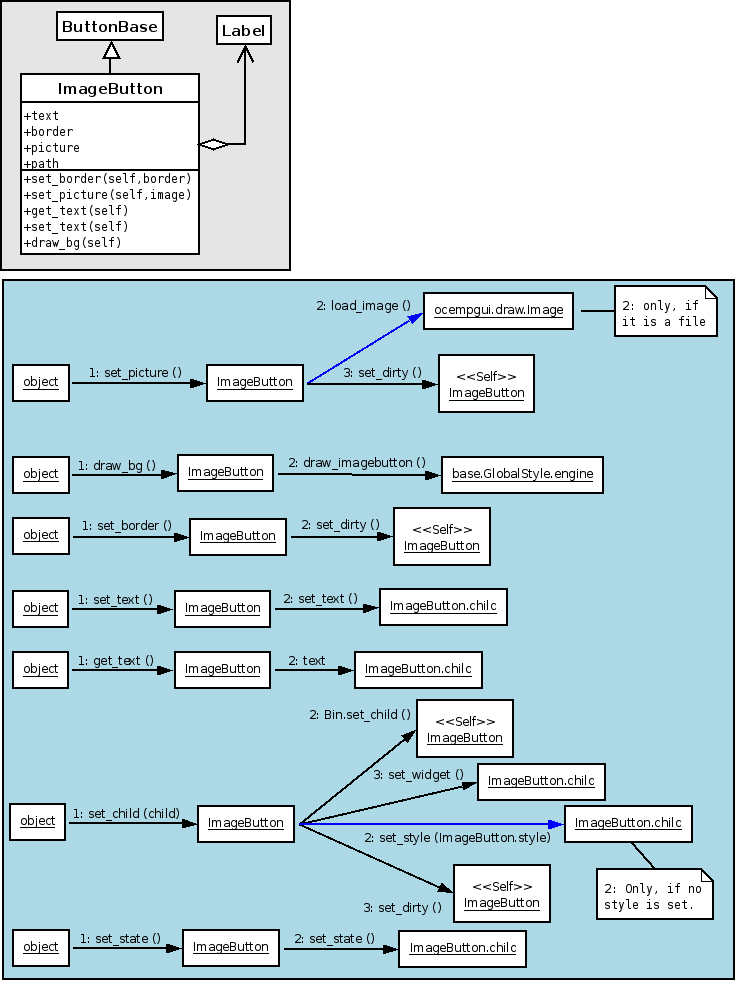 ButtonBase
Label
ImageButton
+text
+border
+picture
+path
+set_border(self,border)
+set_picture(self,image)
+get_text(self)
+set_text(self)
+draw_bg(self)
2: load_image ()
ocempgui.draw.Image
2: only, if
it is a file
object
1: set_picture ()
ImageButton
3: set_dirty ()
<<Self>>
ImageButton
object
1: draw_bg ()
ImageButton
2: draw_imagebutton ()
base.GlobalStyle.engine
object
1: set_border ()
ImageButton
2: set_dirty ()
<<Self>>
ImageButton
object
1: set_text ()
ImageButton
2: set_text ()
ImageButton.chilc
object
1: get_text ()
ImageButton
2: text
ImageButton.chilc
2: Bin.set_child ()
<<Self>>
ImageButton
3: set_widget ()
ImageButton.chilc
object
1: set_child (child)
ImageButton
2: set_style (ImageButton.style)
ImageButton.chilc
2: Only, if no
style is set.
3: set_dirty ()
<<Self>>
ImageButton
object
1: set_state ()
ImageButton
2: set_state ()
ImageButton.chilc